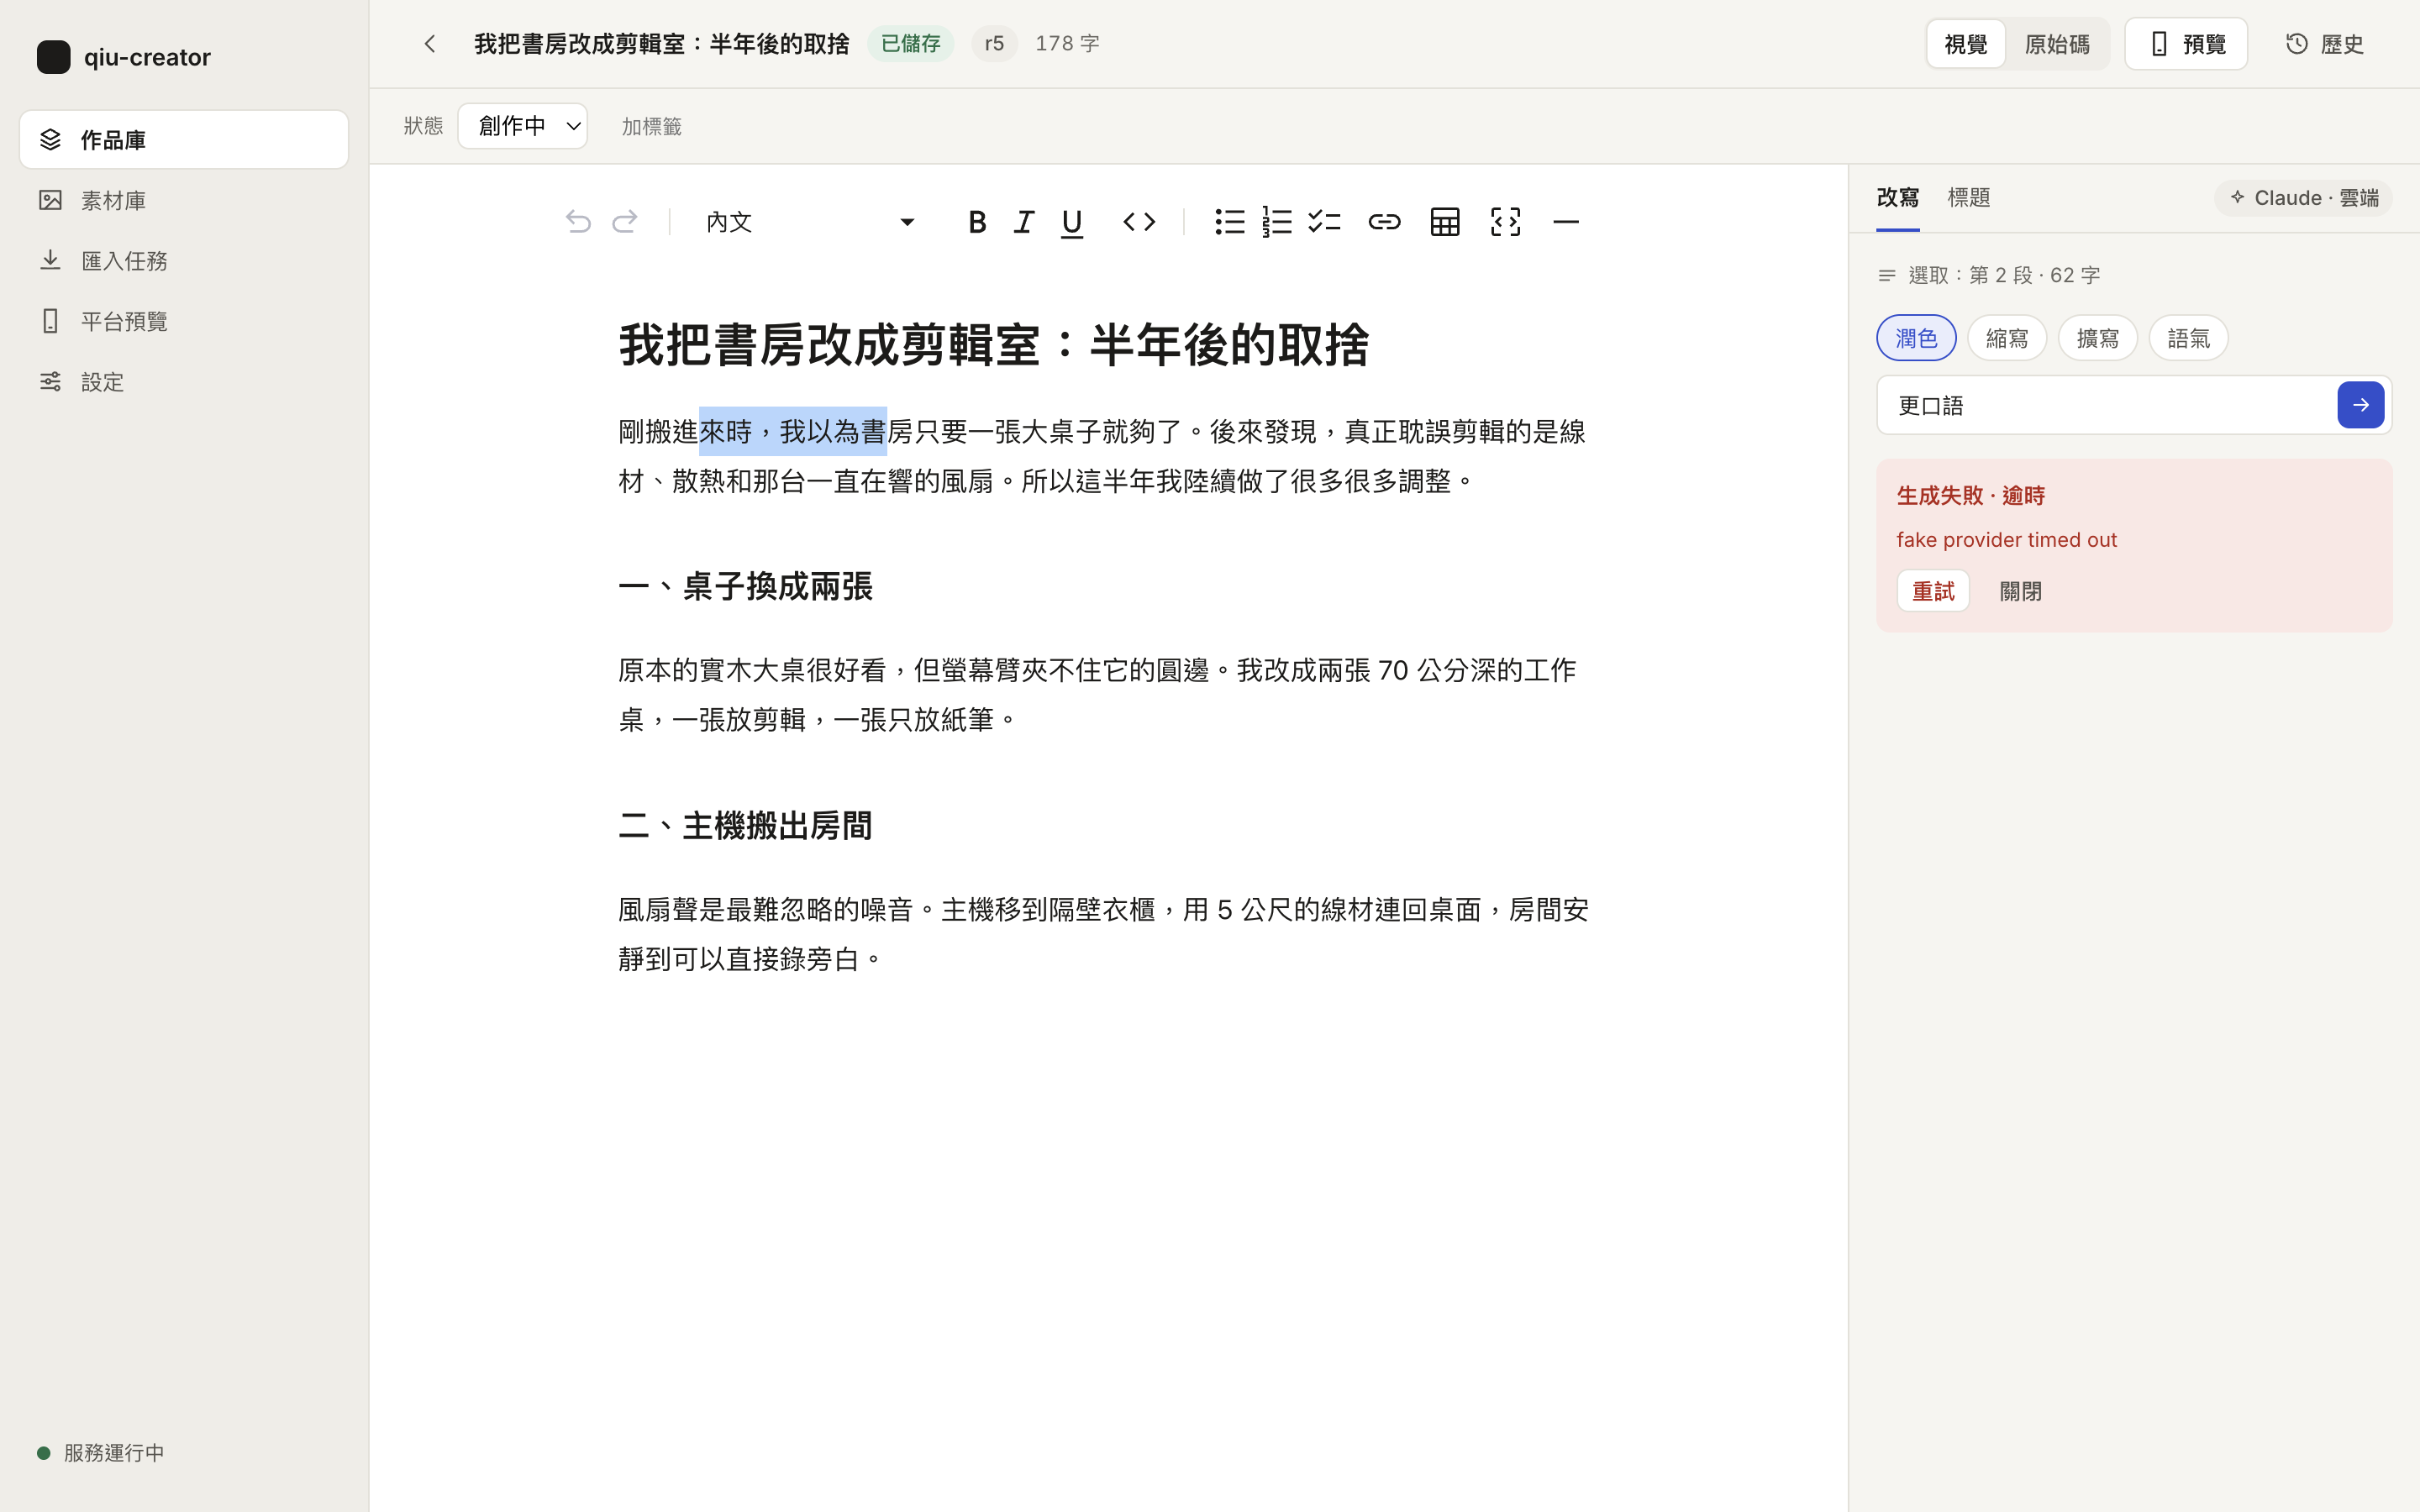 qiu-creator
作品庫
素材庫
匯入任務
平台預覽
設定
服務運行中
我把書房改成剪輯室：半年後的取捨 已儲存 r5 178 字
視覺 原始碼 預覽 歷史
狀態 創作中 加標籤
內文 B I U
我把書房改成剪輯室：半年後的取捨
剛搬進來時，我以為書房只要一張大桌子就夠了。後來發現，真正耽誤剪輯的是線
材、散熱和那台一直在響的風扇。所以這半年我陸續做了很多很多調整。
一、桌子換成兩張
原本的實木大桌很好看，但螢幕臂夾不住它的圓邊。我改成兩張 70 公分深的工作
桌，一張放剪輯，一張只放紙筆。
二、主機搬出房間
風扇聲是最難忽略的噪音。主機移到隔壁衣櫃，用 5 公尺的線材連回桌面，房間安
靜到可以直接錄旁白。
改寫 標題 Claude · 雲端
選取：第 2 段 · 62 字
潤色 縮寫 擴寫 語氣
更口語
生成失敗 · 逾時
fake provider timed out
重試 關閉